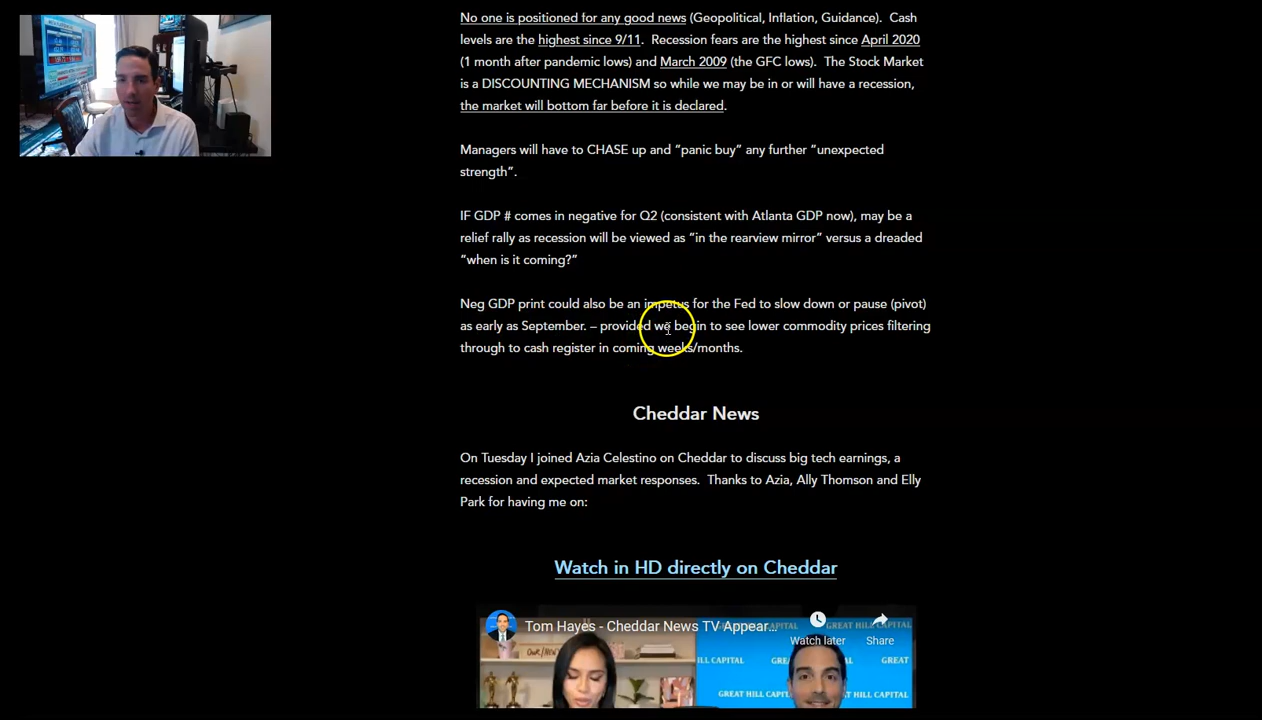 No one is positioned for any good news (Geopolitical, Inflation, Guidance).  Cash
levels are the highest since 9/11.  Recession fears are the highest since April 2020
(1 month after pandemic lows) and March 2009 (the GFC lows).  The Stock Market
is a DISCOUNTING MECHANISM so while we may be in or will have a recession,
the market will bottom far before it is declared.
Managers will have to CHASE up and “panic buy” any further “unexpected
strength”.
IF GDP # comes in negative for Q2 (consistent with Atlanta GDP now), may be a
relief rally as recession will be viewed as “in the rearview mirror” versus a dreaded
“when is it coming?”
Neg GDP print could also be an impetus for the Fed to slow down or pause (pivot)
as early as September. – provided we begin to see lower commodity prices filtering
through to cash register in coming weeks/months.
Cheddar News
On Tuesday I joined Azia Celestino on Cheddar to discuss big tech earnings, a
recession and expected market responses.  Thanks to Azia, Ally Thomson and Elly
Park for having me on:
Watch in HD directly on Cheddar
Tom Hayes - Cheddar News TV Appear...
Watch later
Share
CAPITAL
GREAT HILL CAPITAL
ILL CAPITAL
GREAT HILL CAPITAL